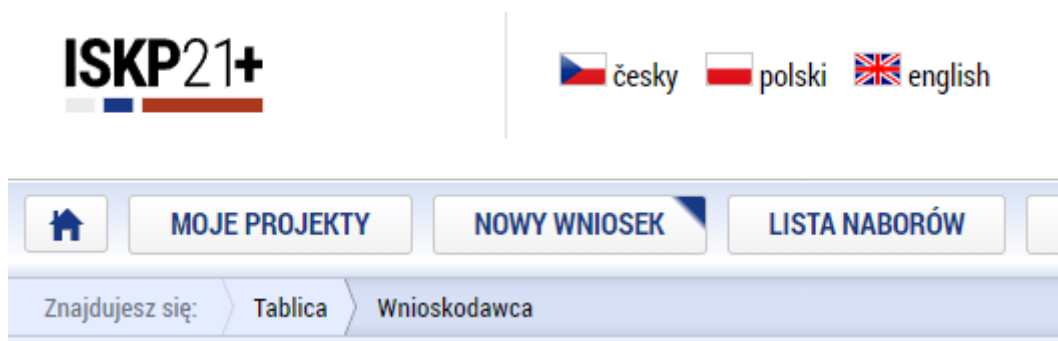 ISKP21+
česky polski english
MOJE PROJEKTY NOWY WNIOSEK LISTA NABORÓW
Znajdujesz się: Tablica Wnioskodawca